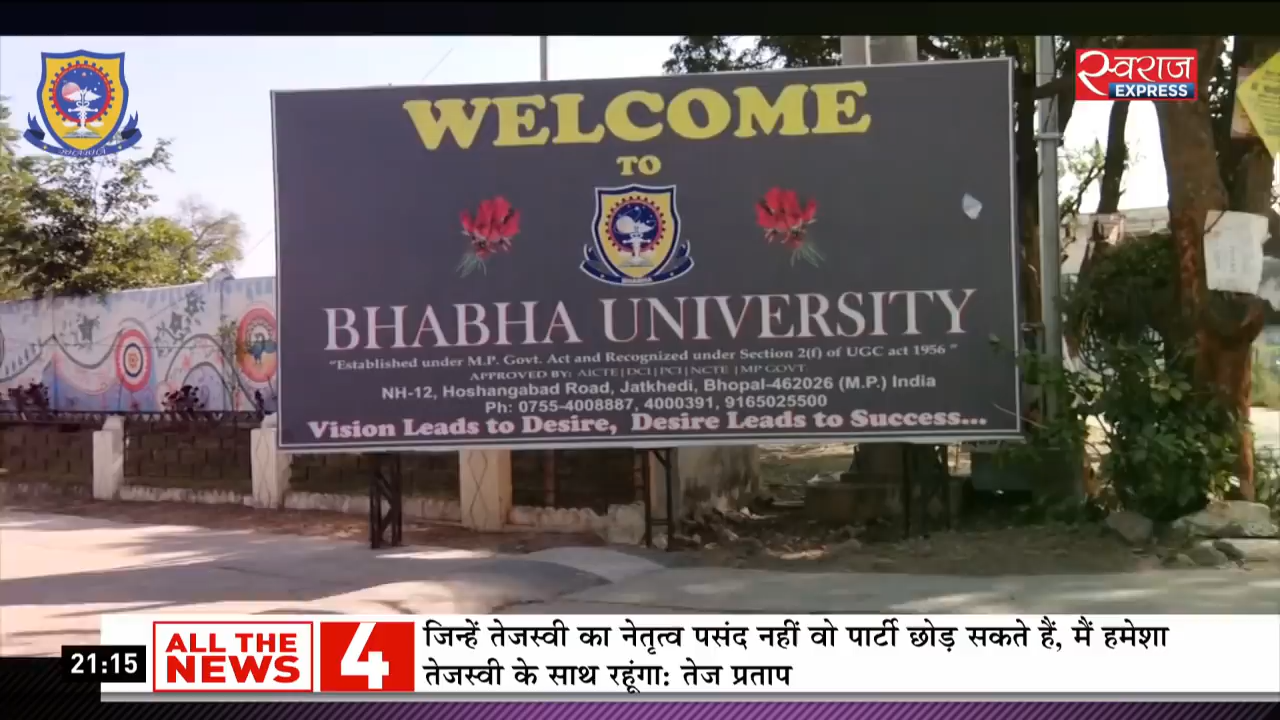 स्वराज
EXPRESS
WELCOME
TO
BHABHA
BHABHA UNIVERSITY
"Established under M.P. Govt. Act and Recognized under Section 2(f) of UGC act 1956 "
APPROVED BY: AICTE|DCI|PCI|NCTE |MP GOVT
NH-12, Hoshangabad Road, Jatkhedi, Bhopal-462026 (M.P.) India
Ph: 0755-4008887, 4000391, 9165025500
Vision Leads to Desire, Desire Leads to Success...
21:15
ALL THE
NEWS
4
जिन्हें तेजस्वी का नेतृत्व पसंद नहीं वो पार्टी छोड़ सकते हैं, मैं हमेशा
तेजस्वी के साथ रहूंगा: तेज प्रताप